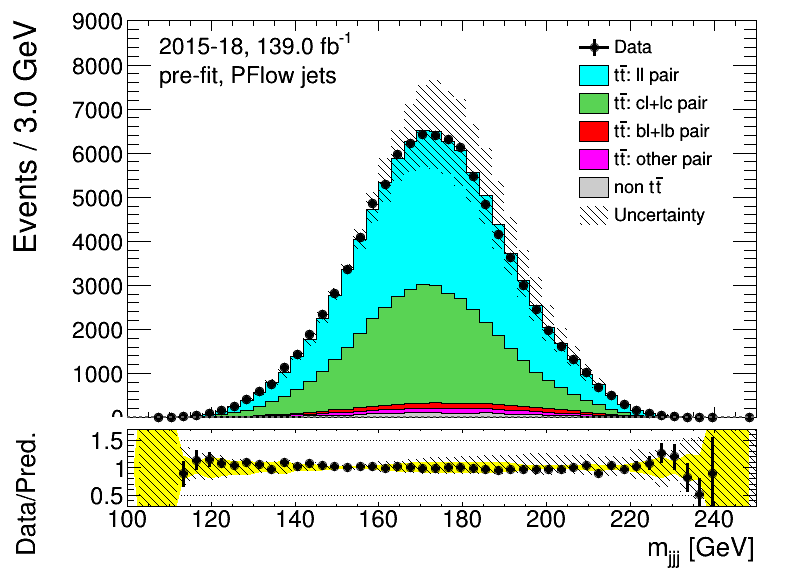 9000
8000
7000
6000
5000
4000
3000
2000
1000
0
Events / 3.0 GeV
2015-18, 139.0 fb⁻¹
pre-fit, PFlow jets
Data
tt̄: ll pair
tt̄: cl+lc pair
tt̄: bl+lb pair
tt̄: other pair
non tt̄
Uncertainty
1.5
1
0.5
Data/Pred.
100 120 140 160 180 200 220 240
m_jjj [GeV]